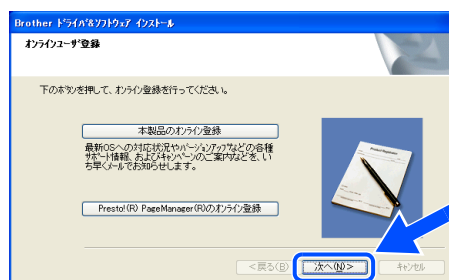 Brother ドライバ&ソフトウェア インストール
オンラインユーザ登録
下のボタンを押して、オンライン登録を行ってください。
本製品のオンライン登録
最新OSへの対応状況やバージョンアップなどの各種
サポート情報、およびキャンペーンのご案内などを、い
ち早くメールでお知らせします。
Presto!(R) PageManager(R)のオンライン登録
<戻る(B)
次へ(N)>
キャンセル